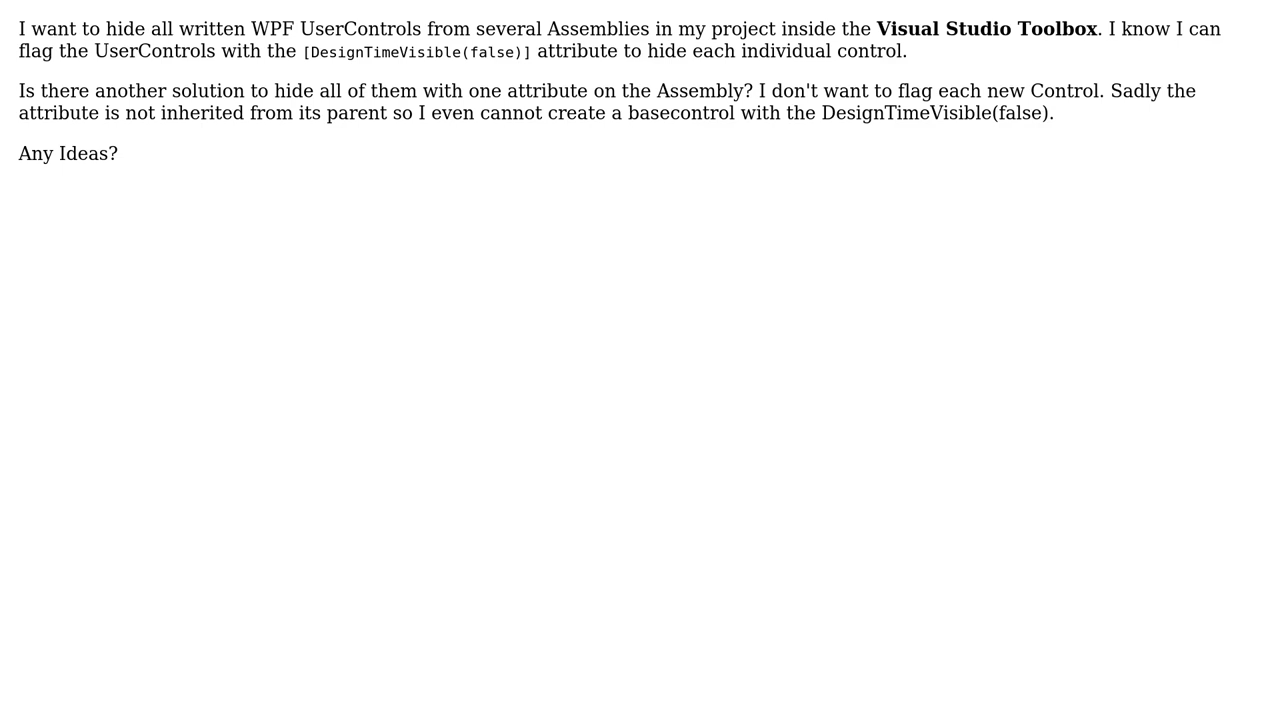 I want to hide all written WPF UserControls from several Assemblies in my project inside the Visual Studio Toolbox. I know I can
flag the UserControls with the [DesignTimeVisible(false)] attribute to hide each individual control.
Is there another solution to hide all of them with one attribute on the Assembly? I don't want to flag each new Control. Sadly the
attribute is not inherited from its parent so I even cannot create a basecontrol with the DesignTimeVisible(false).
Any Ideas?